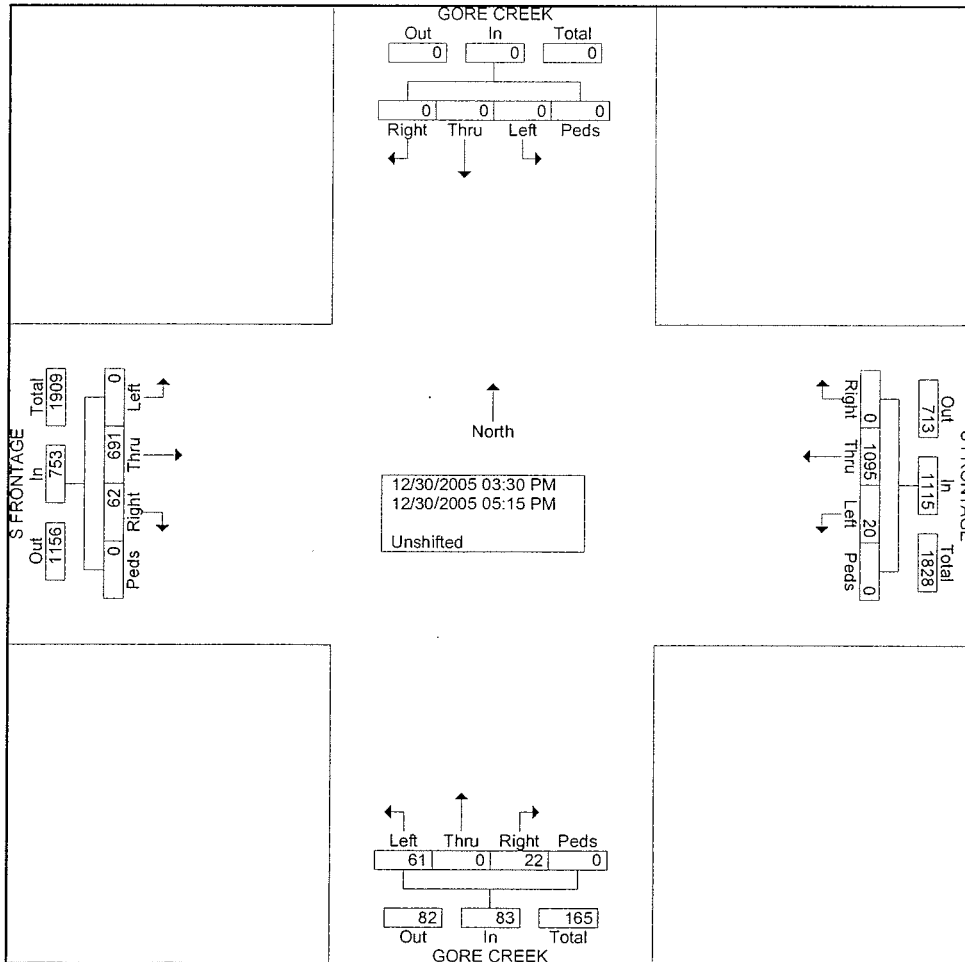 GORE CREEK
Out In Total
0 0 0
0 0 0 0
Right Thru Left Peds
S FRONTAGE
Out In Total
1156 753 1909
0 691 62 0
Left Thru Right Peds
North
12/30/2005 03:30 PM
12/30/2005 05:15 PM
Unshifted
Right Thru Left Peds
0 1095 20 0
Out In Total
713 1115 1828
Left Thru Right Peds
61 0 22 0
82 83 165
Out In Total
GORE CREEK